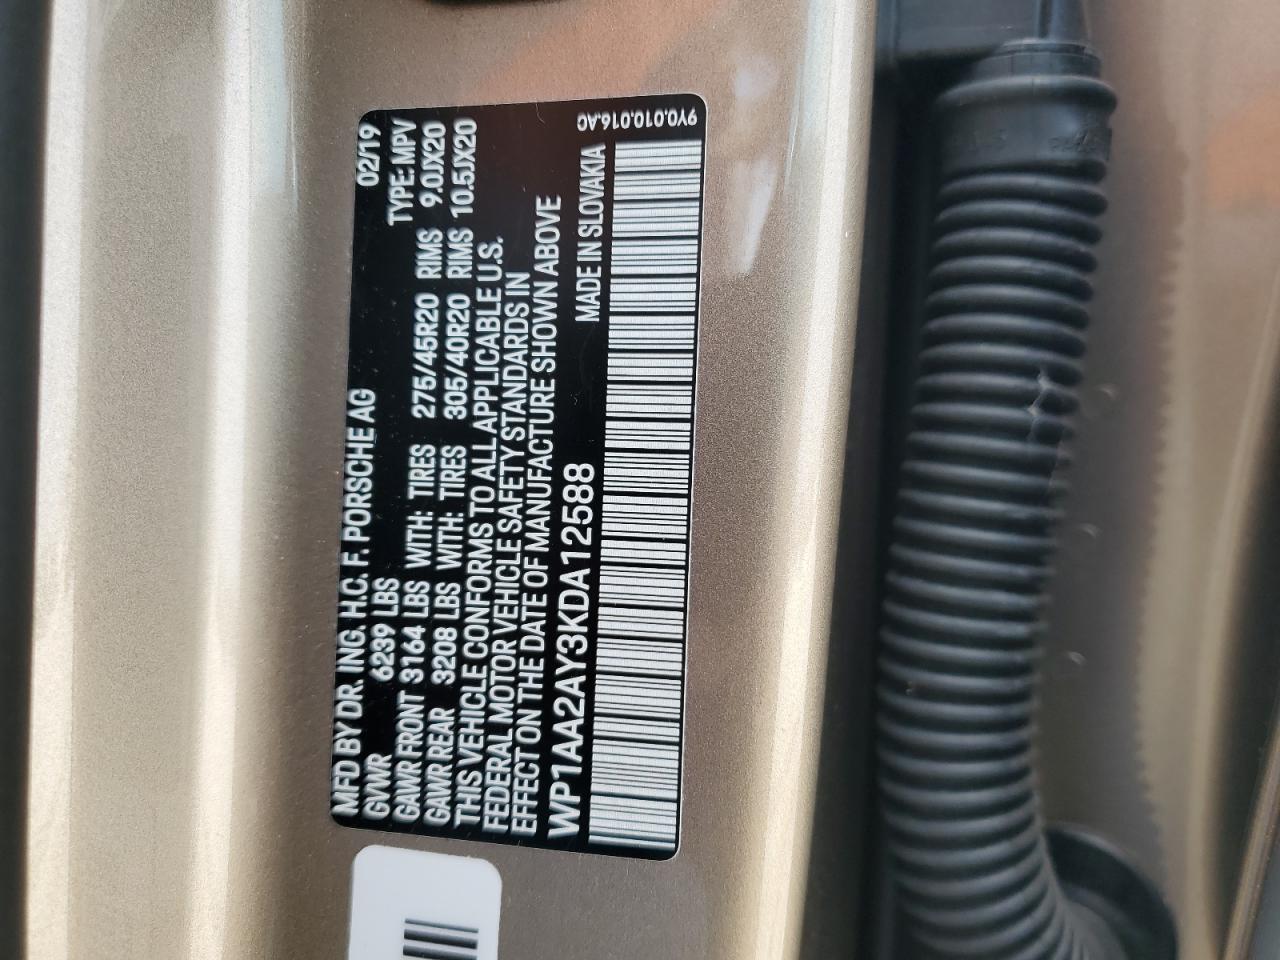 MFD BY DR. ING. H.C. F. PORSCHE AG 02/19
GVWR 6239 LBS TYPE: MPV
GAWR FRONT 3164 LBS WITH: TIRES 275/45R20 RIMS 9.0JX20
GAWR REAR 3208 LBS WITH: TIRES 305/40R20 RIMS 10.5JX20
THIS VEHICLE CONFORMS TO ALL APPLICABLE U.S.
FEDERAL MOTOR VEHICLE SAFETY STANDARDS IN
EFFECT ON THE DATE OF MANUFACTURE SHOWN ABOVE
WP1AA2AY3KDA12588 MADE IN SLOVAKIA
9Y0.010.016.AC